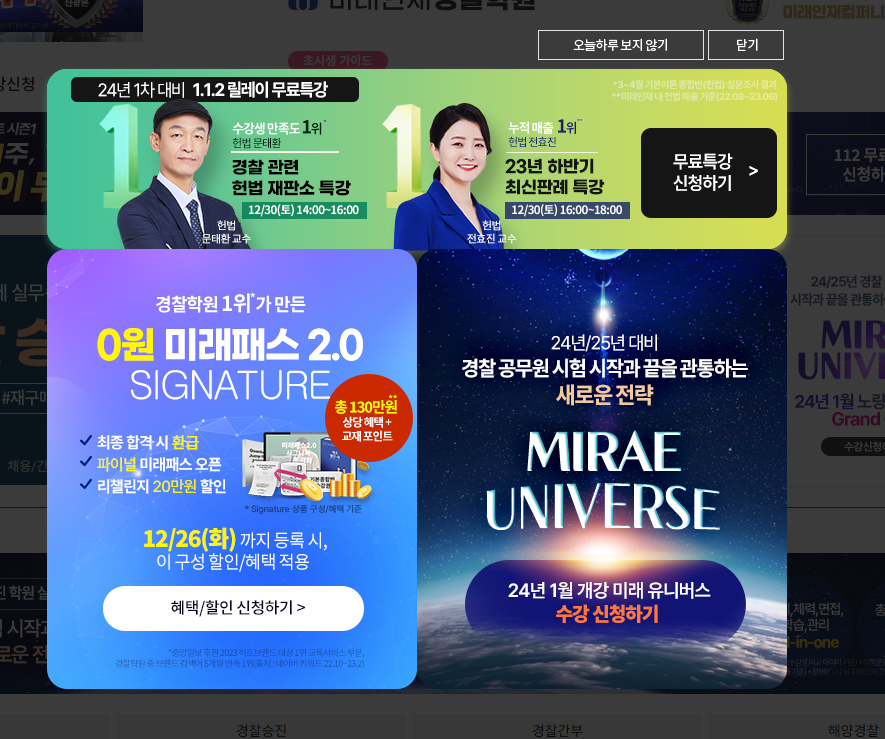 미래인재경찰학원
초시생 가이드
오늘하루 보지 않기
닫기
24년 1차 대비 1.1.2 릴레이 무료특강
*3~4월 기본이론 종합반(헌법) 설문조사 결과
**미래인재 내 헌법 매출 기준(22.08~23.06)
1
수강생 만족도 1위*
헌법 문태환
경찰 관련
헌법 재판소 특강
12/30(토) 14:00~16:00
헌법
문태환 교수
1
누적 매출 1위**
헌법 전효진
23년 하반기
최신판례 특강
12/30(토) 16:00~18:00
헌법
전효진 교수
무료특강
신청하기 >
경찰학원 1위*가 만든
0원 미래패스 2.0
SIGNATURE
총 130만원**
상당 혜택 +
교재 포인트
최종 합격 시 환급
파이널 미래패스 오픈
리챌린지 20만원 할인
* Signature 상품 구성/혜택 기준
12/26(화) 까지 등록 시,
이 구성 할인/혜택 적용
혜택/할인 신청하기 >
*중앙일보 후원 2023 히트브랜드 대상 1위 교육서비스 부문,
경찰학원 중 브랜드 검색어 5개월 연속 1위(출처 : 네이버 키워드 22.10~23.2)
24년/25년 대비
경찰 공무원 시험 시작과 끝을 관통하는
새로운 전략
MIRAE
UNIVERSE
24년 1월 개강 미래 유니버스
수강 신청하기
24/25년 경찰
시작과 끝을 관통하
24년 1월 노량
Grand
수강신청
#재구매
채용/간
경찰승진
경찰간부
해양경찰